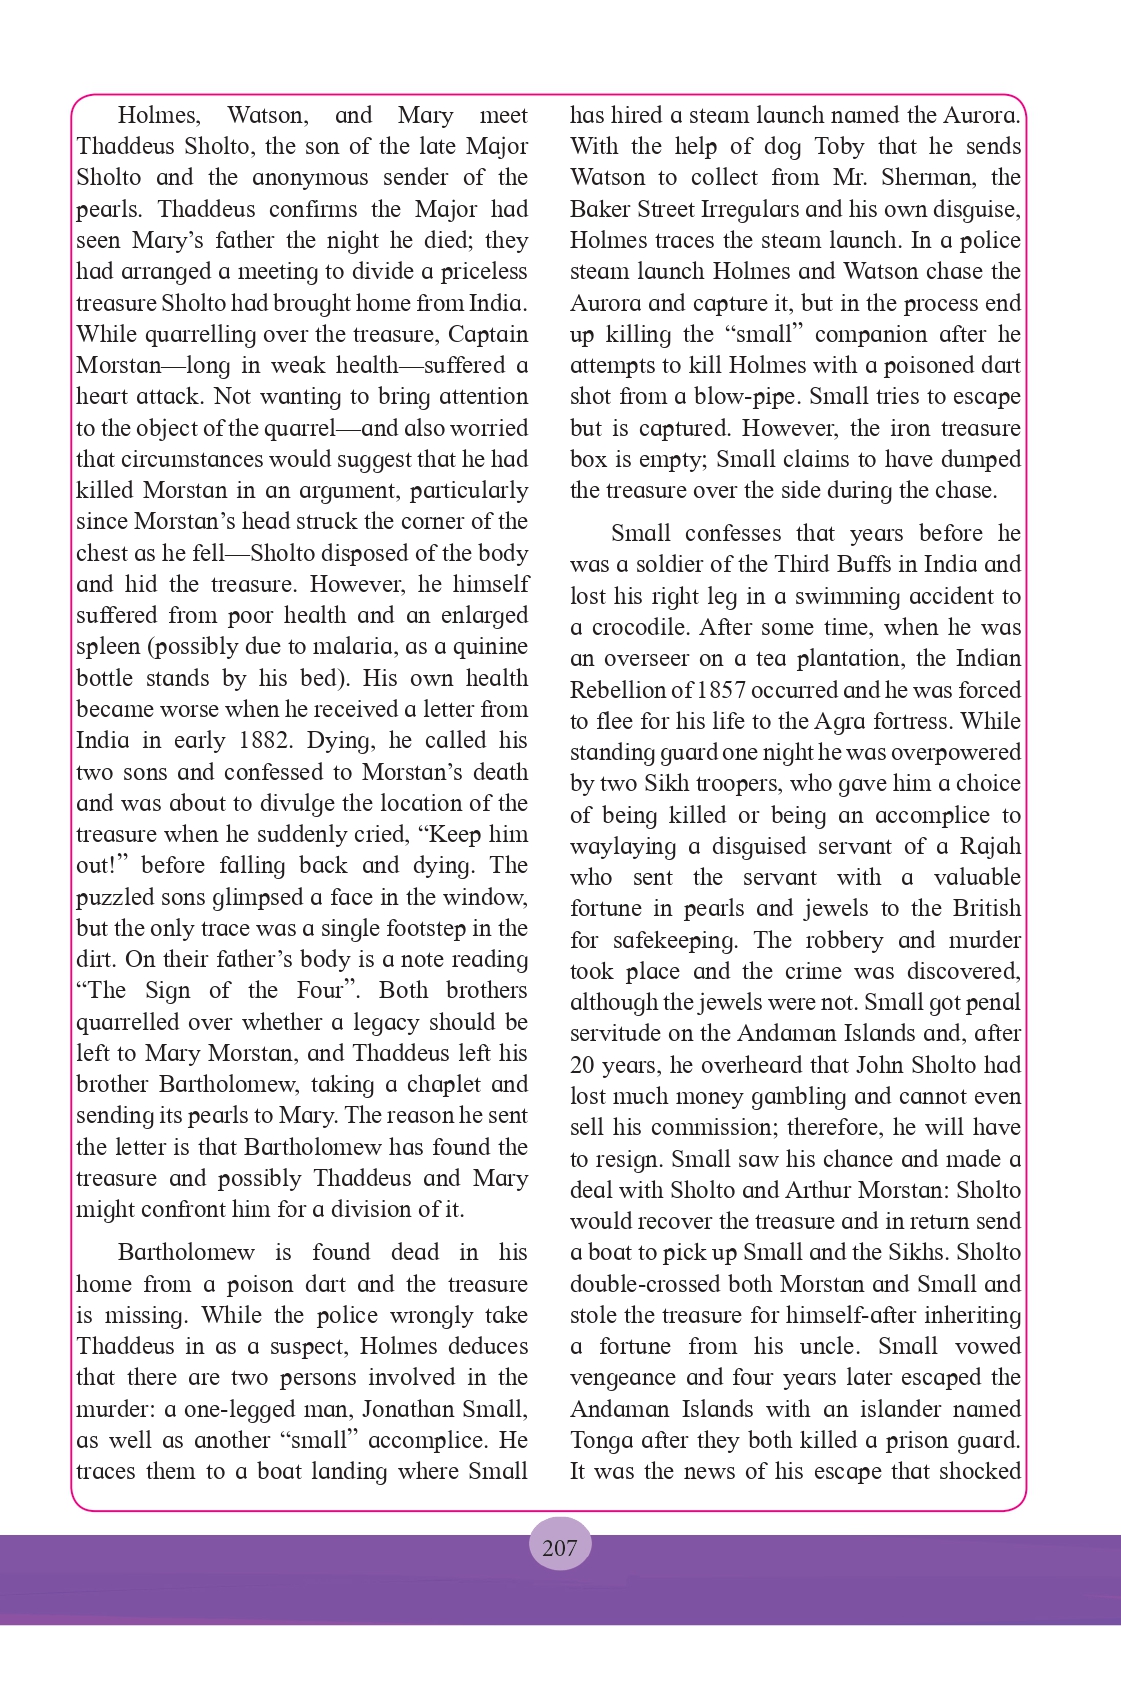 Holmes, Watson, and Mary meet
Thaddeus Sholto, the son of the late Major
Sholto and the anonymous sender of the
pearls. Thaddeus confirms the Major had
seen Mary’s father the night he died; they
had arranged a meeting to divide a priceless
treasure Sholto had brought home from India.
While quarrelling over the treasure, Captain
Morstan—long in weak health—suffered a
heart attack. Not wanting to bring attention
to the object of the quarrel—and also worried
that circumstances would suggest that he had
killed Morstan in an argument, particularly
since Morstan’s head struck the corner of the
chest as he fell—Sholto disposed of the body
and hid the treasure. However, he himself
suffered from poor health and an enlarged
spleen (possibly due to malaria, as a quinine
bottle stands by his bed). His own health
became worse when he received a letter from
India in early 1882. Dying, he called his
two sons and confessed to Morstan’s death
and was about to divulge the location of the
treasure when he suddenly cried, “Keep him
out!” before falling back and dying. The
puzzled sons glimpsed a face in the window,
but the only trace was a single footstep in the
dirt. On their father’s body is a note reading
“The Sign of the Four”. Both brothers
quarrelled over whether a legacy should be
left to Mary Morstan, and Thaddeus left his
brother Bartholomew, taking a chaplet and
sending its pearls to Mary. The reason he sent
the letter is that Bartholomew has found the
treasure and possibly Thaddeus and Mary
might confront him for a division of it.
Bartholomew is found dead in his
home from a poison dart and the treasure
is missing. While the police wrongly take
Thaddeus in as a suspect, Holmes deduces
that there are two persons involved in the
murder: a one-legged man, Jonathan Small,
as well as another “small” accomplice. He
traces them to a boat landing where Small
has hired a steam launch named the Aurora.
With the help of dog Toby that he sends
Watson to collect from Mr. Sherman, the
Baker Street Irregulars and his own disguise,
Holmes traces the steam launch. In a police
steam launch Holmes and Watson chase the
Aurora and capture it, but in the process end
up killing the “small” companion after he
attempts to kill Holmes with a poisoned dart
shot from a blow-pipe. Small tries to escape
but is captured. However, the iron treasure
box is empty; Small claims to have dumped
the treasure over the side during the chase.
Small confesses that years before he
was a soldier of the Third Buffs in India and
lost his right leg in a swimming accident to
a crocodile. After some time, when he was
an overseer on a tea plantation, the Indian
Rebellion of 1857 occurred and he was forced
to flee for his life to the Agra fortress. While
standing guard one night he was overpowered
by two Sikh troopers, who gave him a choice
of being killed or being an accomplice to
waylaying a disguised servant of a Rajah
who sent the servant with a valuable
fortune in pearls and jewels to the British
for safekeeping. The robbery and murder
took place and the crime was discovered,
although the jewels were not. Small got penal
servitude on the Andaman Islands and, after
20 years, he overheard that John Sholto had
lost much money gambling and cannot even
sell his commission; therefore, he will have
to resign. Small saw his chance and made a
deal with Sholto and Arthur Morstan: Sholto
would recover the treasure and in return send
a boat to pick up Small and the Sikhs. Sholto
double-crossed both Morstan and Small and
stole the treasure for himself-after inheriting
a fortune from his uncle. Small vowed
vengeance and four years later escaped the
Andaman Islands with an islander named
Tonga after they both killed a prison guard.
It was the news of his escape that shocked
207